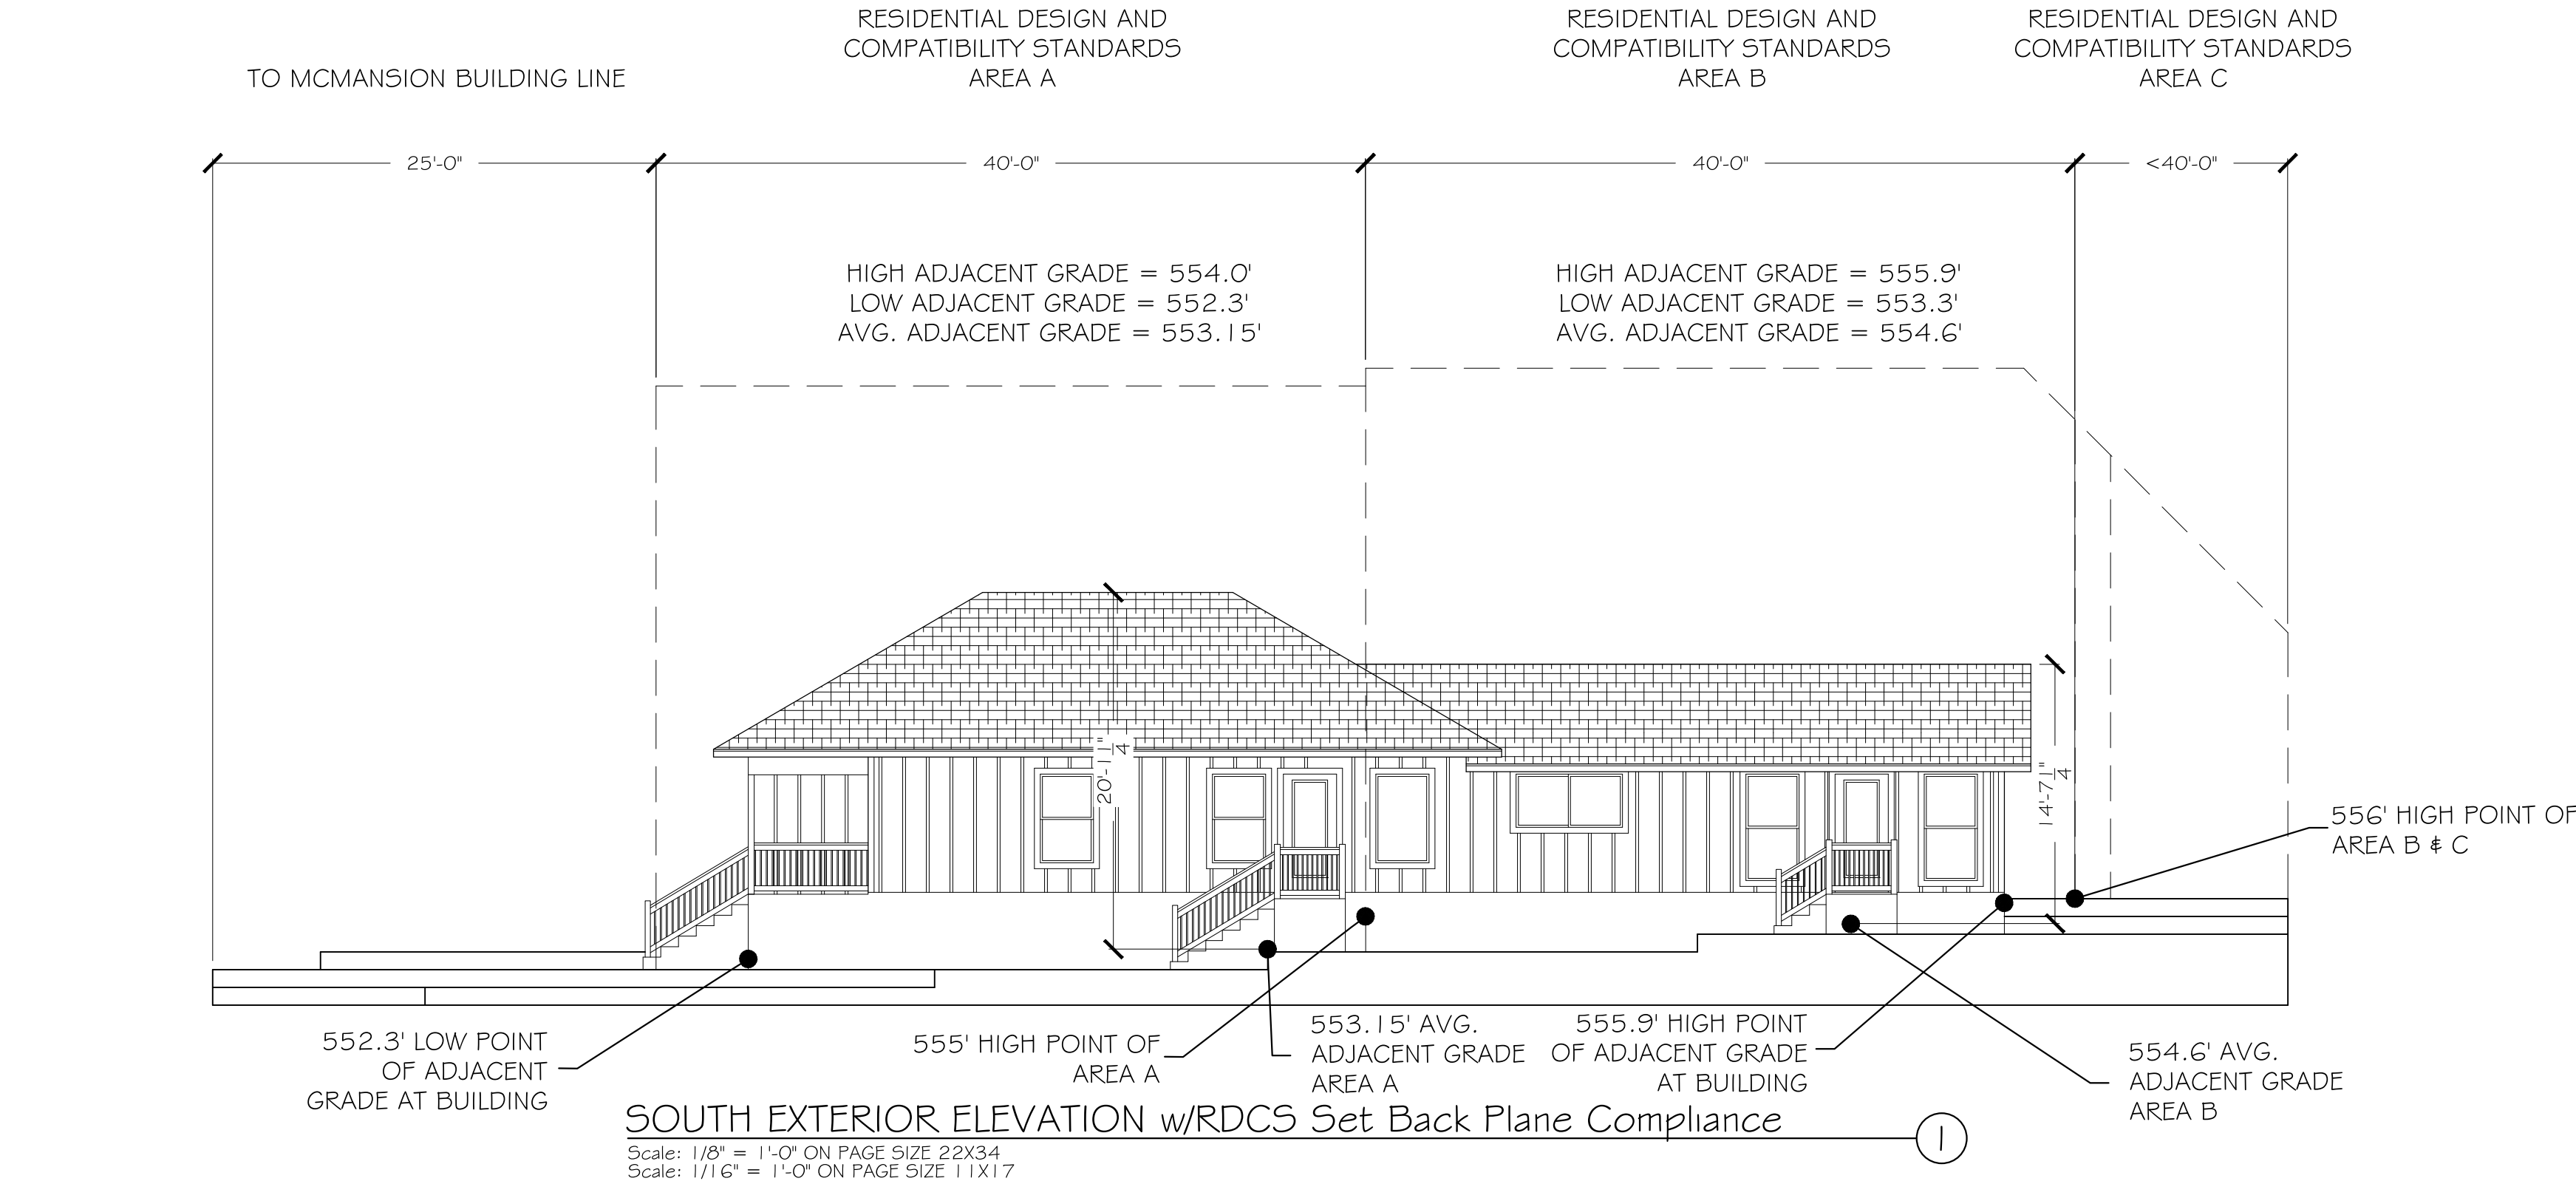 RESIDENTIAL DESIGN AND
COMPATIBILITY STANDARDS
AREA A
RESIDENTIAL DESIGN AND
COMPATIBILITY STANDARDS
AREA B
RESIDENTIAL DESIGN AND
COMPATIBILITY STANDARDS
AREA C
TO MCMANSION BUILDING LINE
25'-0"
40'-0"
40'-0"
<40'-0"
HIGH ADJACENT GRADE = 554.0'
LOW ADJACENT GRADE = 552.3'
AVG. ADJACENT GRADE = 553.15'
HIGH ADJACENT GRADE = 555.9'
LOW ADJACENT GRADE = 553.3'
AVG. ADJACENT GRADE = 554.6'
20'-1 1/4"
14'-7 1/4"
556' HIGH POINT OF
AREA B & C
552.3' LOW POINT
OF ADJACENT
GRADE AT BUILDING
555' HIGH POINT OF
AREA A
553.15' AVG.
ADJACENT GRADE
AREA A
555.9' HIGH POINT
OF ADJACENT GRADE
AT BUILDING
554.6' AVG.
ADJACENT GRADE
AREA B
SOUTH EXTERIOR ELEVATION w/RDCS Set Back Plane Compliance
1
Scale: 1/8" = 1'-0" ON PAGE SIZE 22X34
Scale: 1/16" = 1'-0" ON PAGE SIZE 11X17